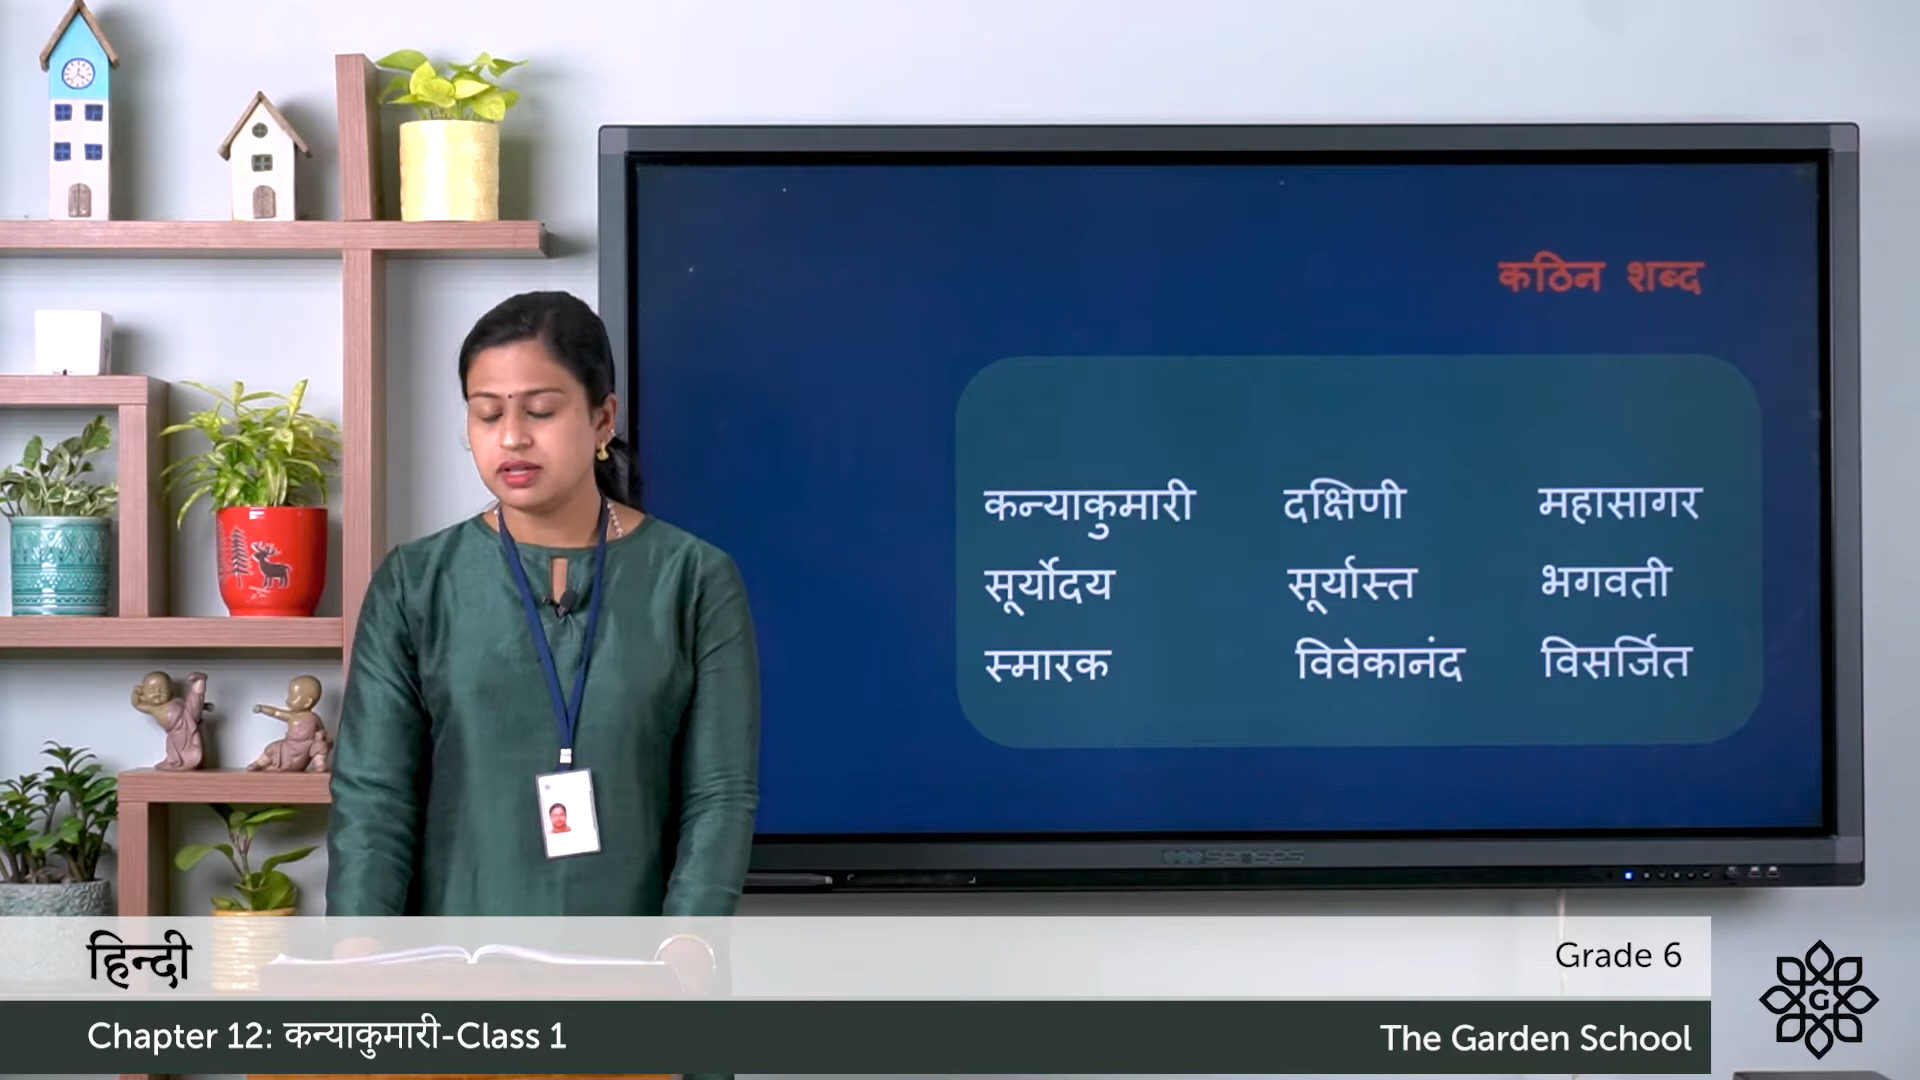 कठिन शब्द
कन्याकुमारी दक्षिणी महासागर
सूर्योदय सूर्यास्त भगवती
स्मारक विवेकानंद विसर्जित
senses
हिन्दी Grade 6
Chapter 12: कन्याकुमारी-Class 1 The Garden School
G